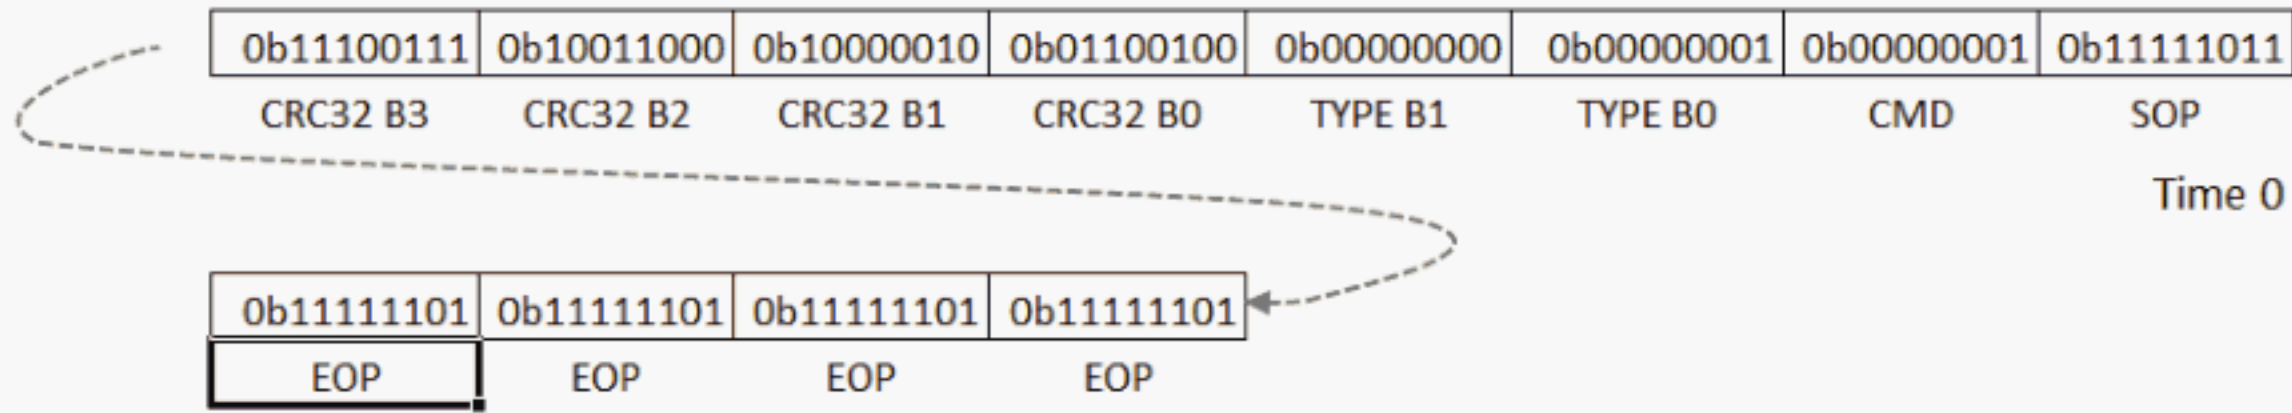 0b11100111 0b10011000 0b10000010 0b01100100 0b00000000 0b00000001 0b00000001 0b11111011
CRC32 B3 CRC32 B2 CRC32 B1 CRC32 B0 TYPE B1 TYPE B0 CMD SOP
Time 0
0b11111101 0b11111101 0b11111101 0b11111101
EOP EOP EOP EOP